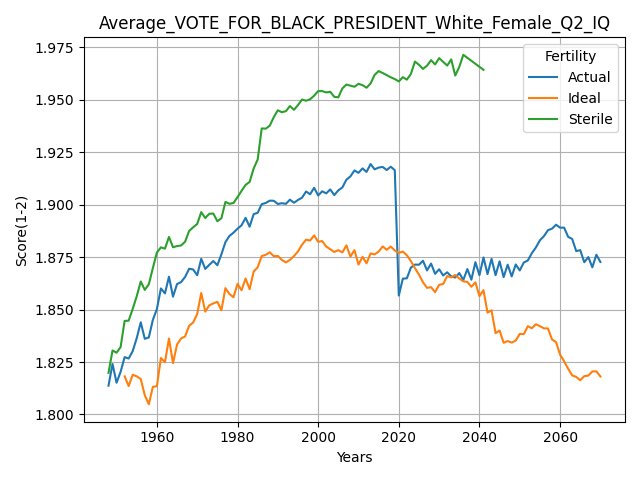 Average_VOTE_FOR_BLACK_PRESIDENT_White_Female_Q2_IQ
Fertility
Actual
Ideal
Sterile
Score(1-2)
1.975
1.950
1.925
1.900
1.875
1.850
1.825
1.800
1960 1980 2000 2020 2040 2060
Years